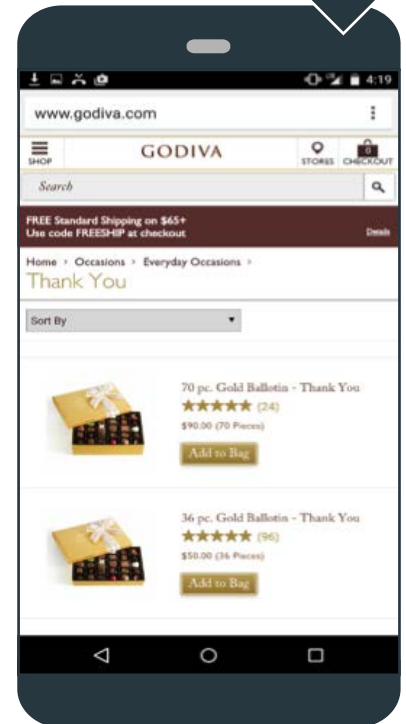 4:19
www.godiva.com
SHOP
GODIVA
STORES
0
CHECKOUT
Search
FREE Standard Shipping on $65+
Use code FREESHIP at checkout
Details
Home › Occasions › Everyday Occasions ›
Thank You
Sort By
70 pc. Gold Ballotin - Thank You
(24)
$90.00 (70 Pieces)
Add to Bag
36 pc. Gold Ballotin - Thank You
(96)
$50.00 (36 Pieces)
Add to Bag